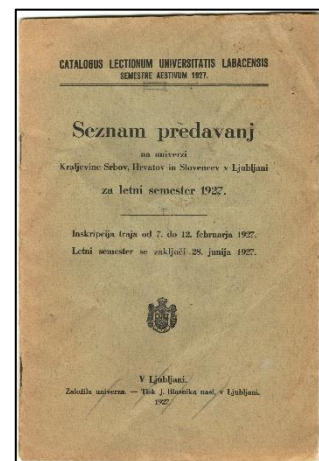 CATALOGUS LECTIONUM UNIVERSITATIS LABACENSIS
SEMESTRE AESTIVUM 1927.
Seznam predavanj
na univerzi
Kraljevine Srbov, Hrvatov in Slovencev v Ljubljani
za letni semester 1927.
Inskripcija traja od 7. do 12. februarja 1927.
Letni semester se zaključi 28. junija 1927.
V Ljubljani.
Založila univerza. — Tisk J. Blasnika nasl. v Ljubljani.
1927